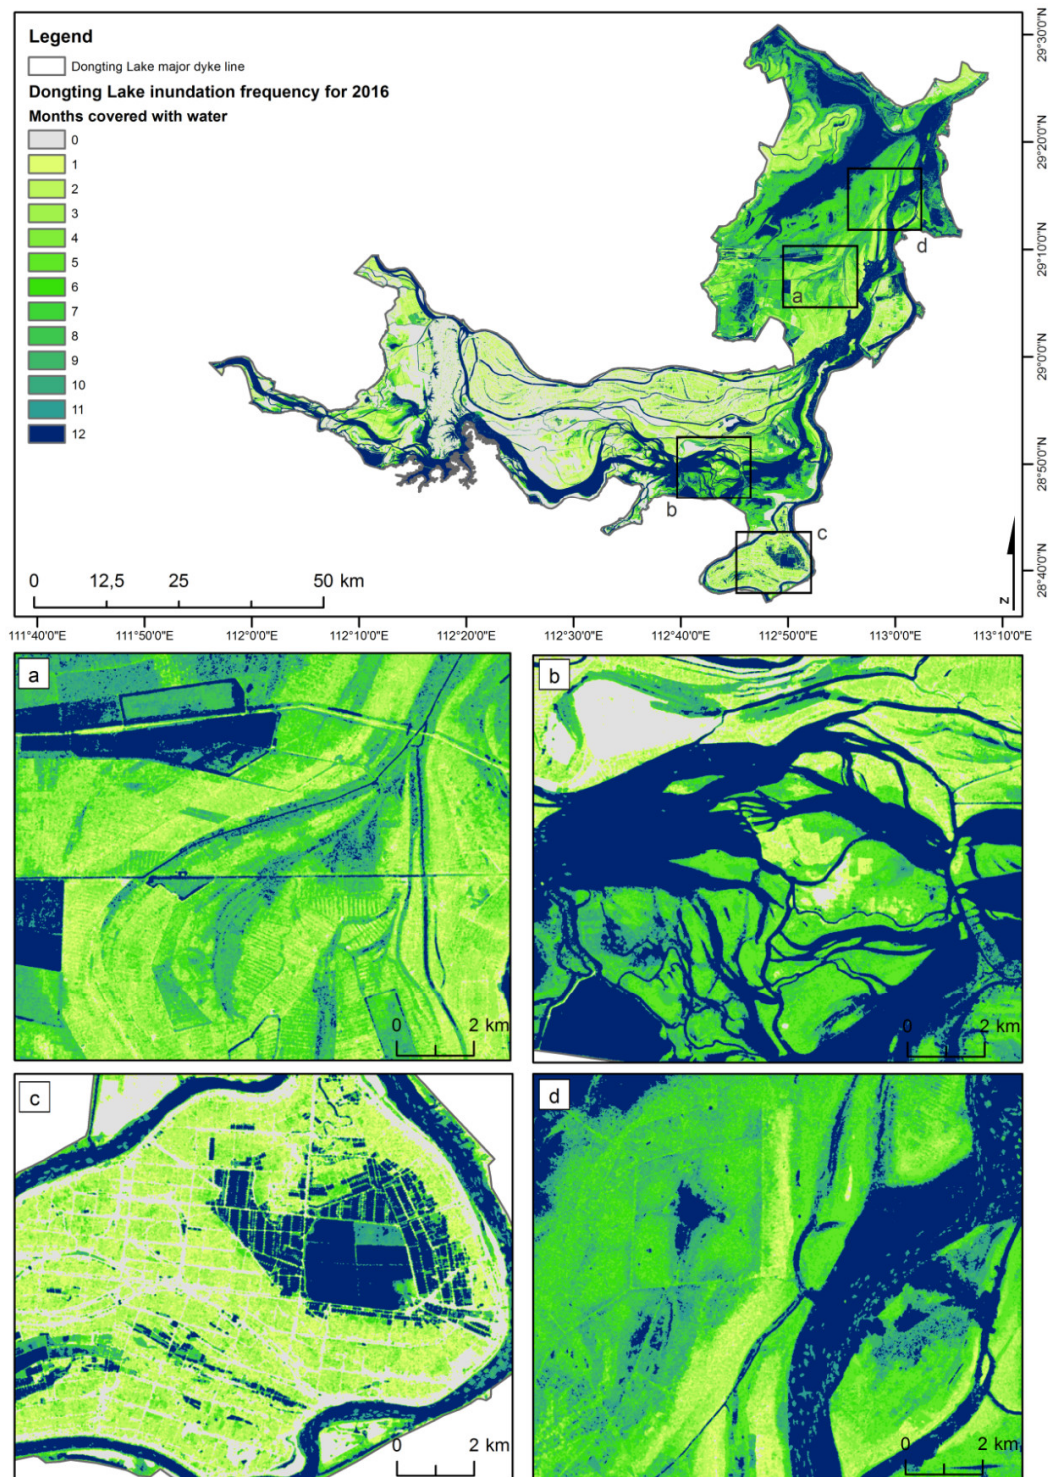 Legend
Dongting Lake major dyke line
Dongting Lake inundation frequency for 2016
Months covered with water
0
1
2
3
4
5
6
7
8
9
10
11
12
29°30'0"N
29°20'0"N
29°10'0"N
29°0'0"N
28°50'0"N
28°40'0"N
d
a
b
c
0 12,5 25 50 km
N
111°40'0"E 111°50'0"E 112°0'0"E 112°10'0"E 112°20'0"E 112°30'0"E 112°40'0"E 112°50'0"E 113°0'0"E 113°10'0"E
a
0 2 km
b
0 2 km
c
0 2 km
d
0 2 km